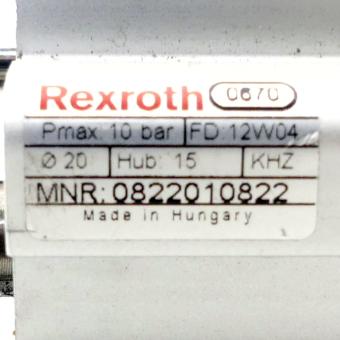 Rexroth 0670
Pmax: 10 bar FD: 12W04
Ø 20 Hub: 15 KHZ
MNR: 0822010822
Made in Hungary